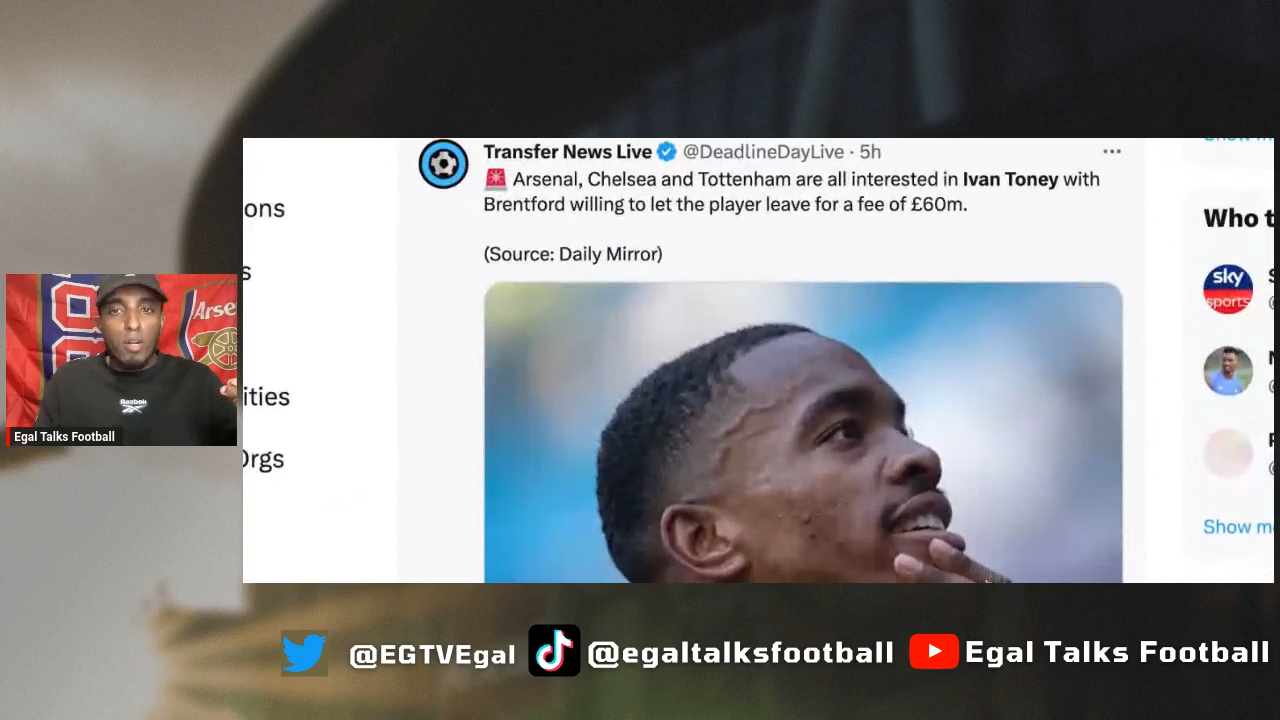 Transfer News Live @DeadlineDayLive · 5h
🚨 Arsenal, Chelsea and Tottenham are all interested in Ivan Toney with
Brentford willing to let the player leave for a fee of £60m.
(Source: Daily Mirror)
ons
s
ities
Orgs
Who t
sky
sports
Show m
Arse
Reebok
Egal Talks Football
@EGTVEgal
@egaltalksfootball
Egal Talks Football